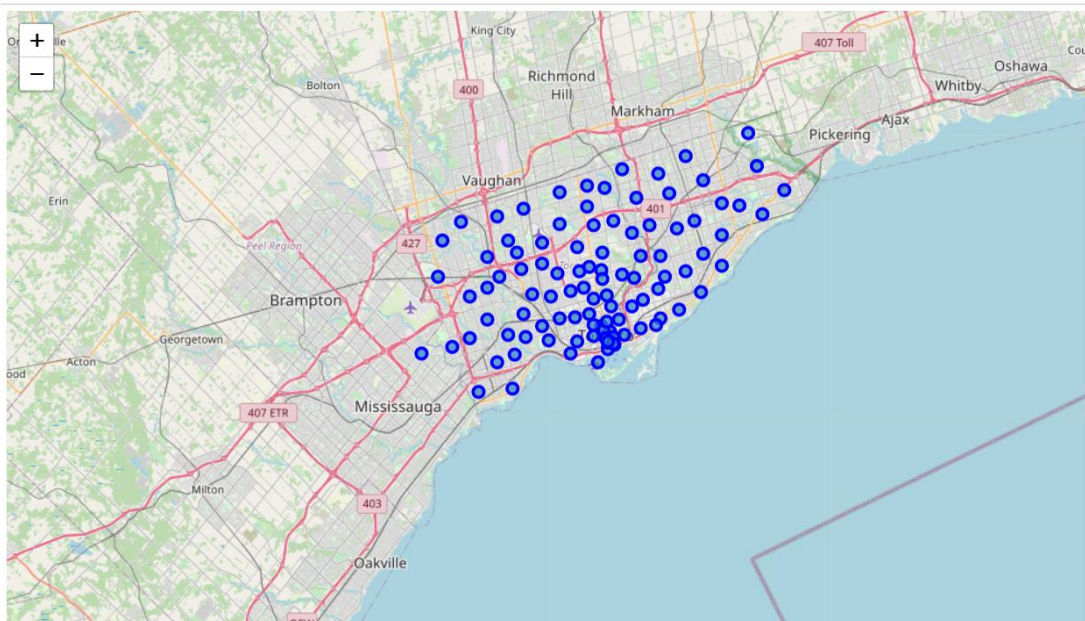 +
−
King City
407 Toll
Richmond
Hill
Oshawa
Whitby
Bolton
400
Markham
Ajax
Pickering
Vaughan
Erin
401
427
Peel Region
Brampton
Georgetown
Acton
Mississauga
407 ETR
Milton
403
Oakville